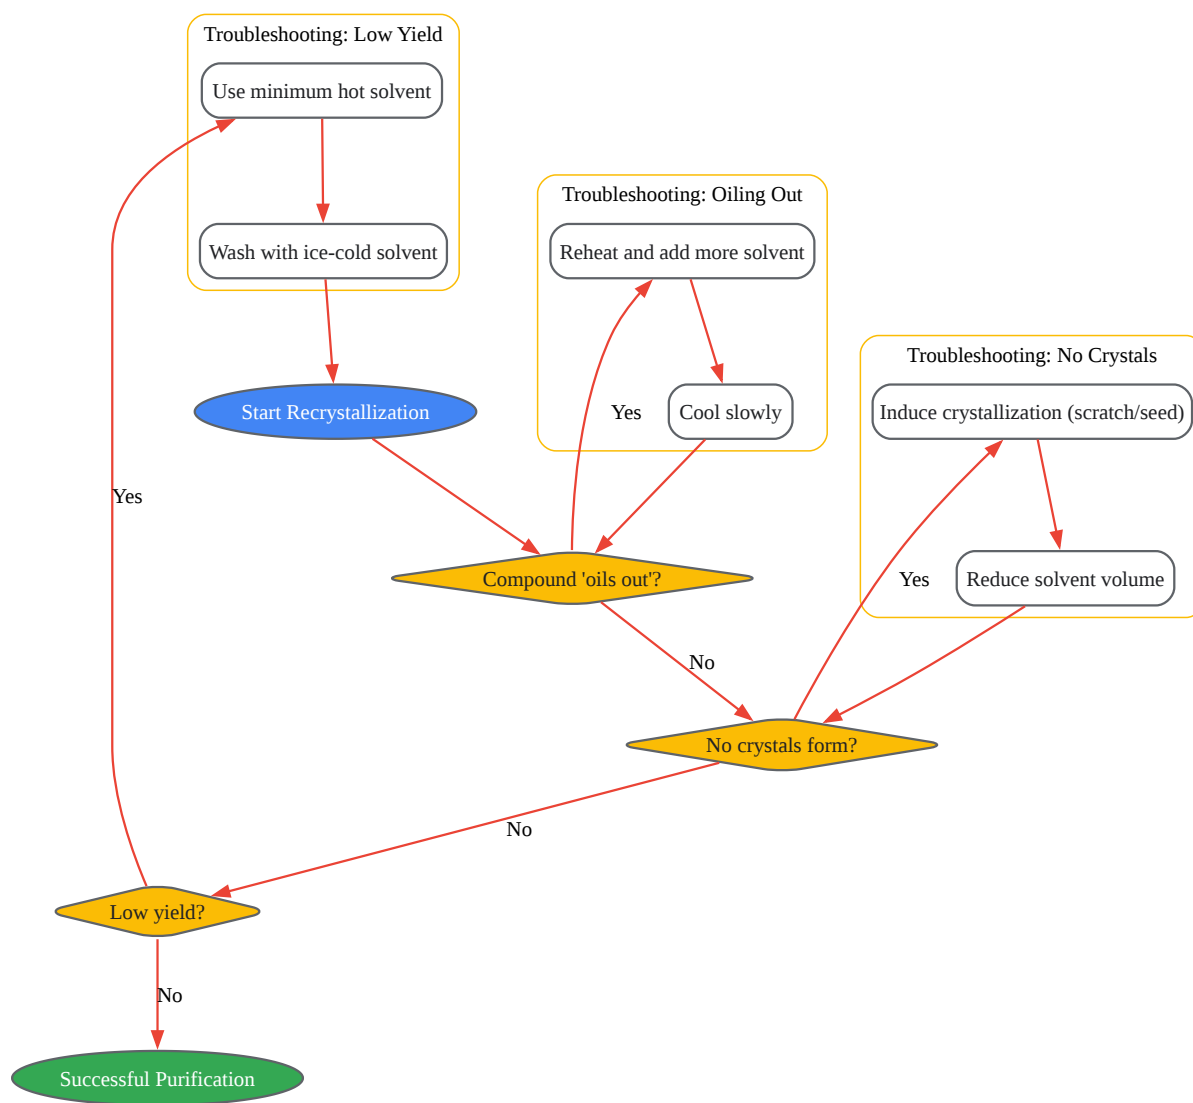 Troubleshooting: Low Yield
Use minimum hot solvent
Wash with ice-cold solvent
Troubleshooting: Oiling Out
Reheat and add more solvent
Yes
Cool slowly
Troubleshooting: No Crystals
Induce crystallization (scratch/seed)
Yes
Reduce solvent volume
Start Recrystallization
Yes
Compound 'oils out'?
No
No crystals form?
No
Low yield?
No
Successful Purification